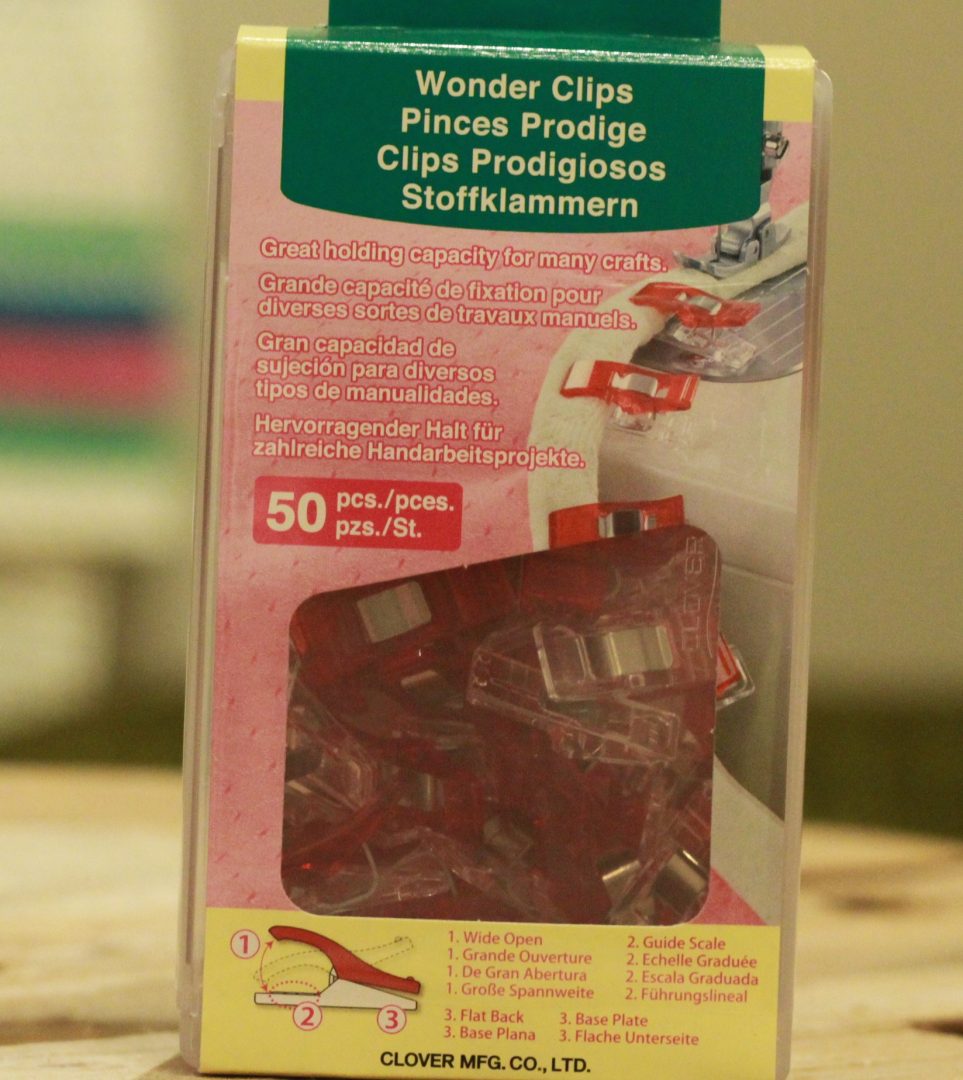 Wonder Clips
Pinces Prodige
Clips Prodigiosos
Stoffklammern
Great holding capacity for many crafts.
Grande capacité de fixation pour
diverses sortes de travaux manuels.
Gran capacidad de
sujeción para diversos
tipos de manualidades.
Hervorragender Halt für
zahlreiche Handarbeitsprojekte.
50 pcs./pces.
pzs./St.
CLOVER
1
2
3
1. Wide Open
1. Grande Ouverture
1. De Gran Abertura
1. Große Spannweite
2. Guide Scale
2. Echelle Graduée
2. Escala Graduada
2. Führungslineal
3. Flat Back
3. Base Plana
3. Base Plate
3. Flache Unterseite
CLOVER MFG. CO., LTD.